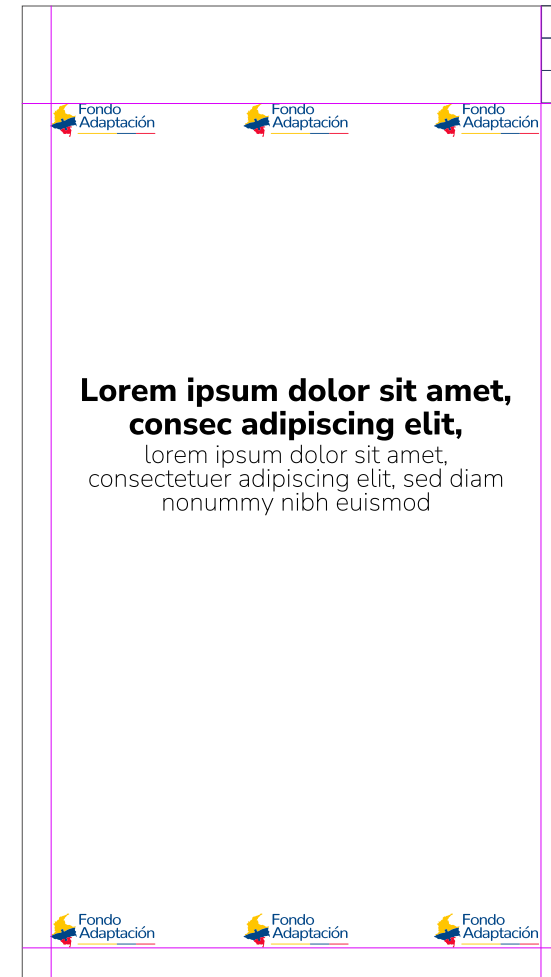 Fondo
Adaptación
Fondo
Adaptación
Fondo
Adaptación
Lorem ipsum dolor sit amet,
consec adipiscing elit,
lorem ipsum dolor sit amet,
consectetuer adipiscing elit, sed diam
nonummy nibh euismod
Fondo
Adaptación
Fondo
Adaptación
Fondo
Adaptación